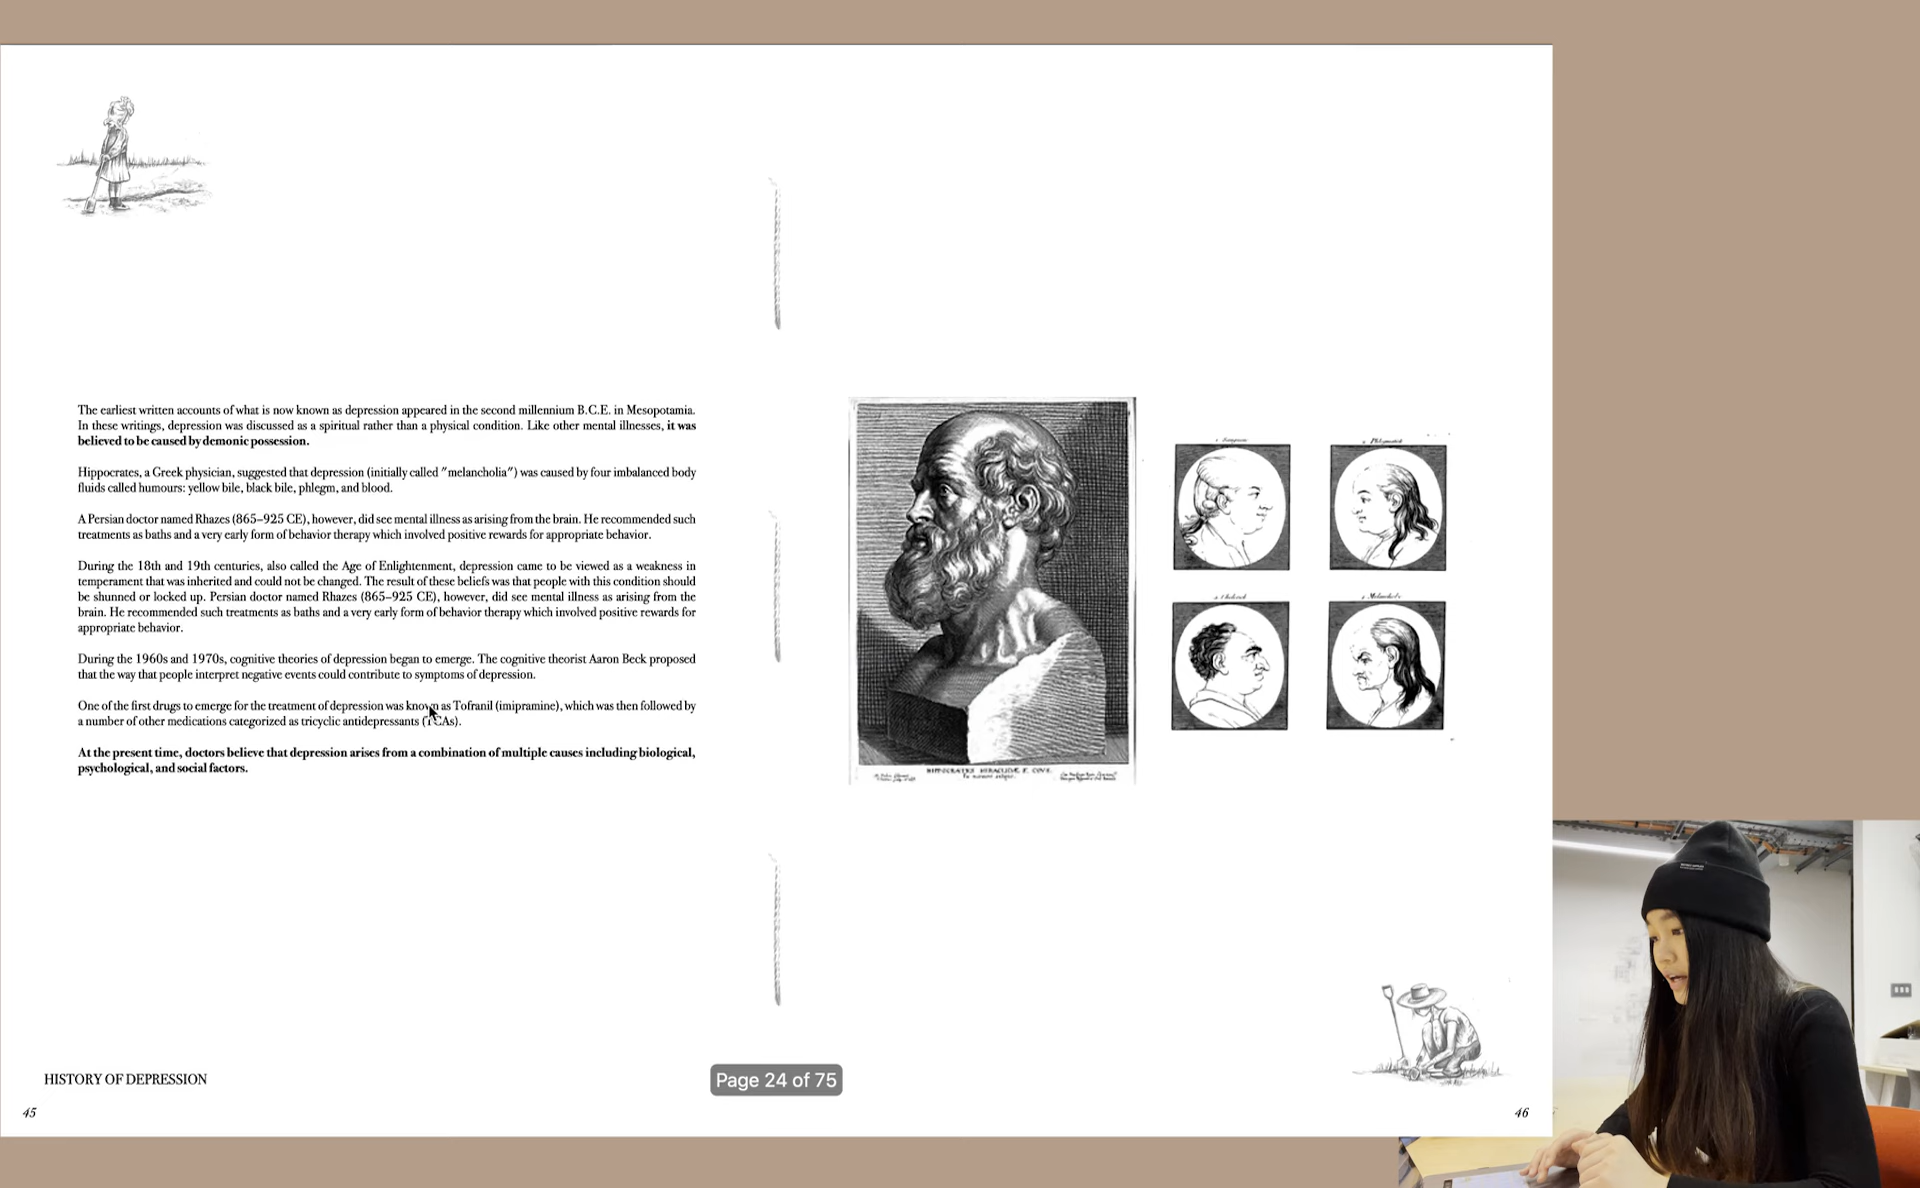 The earliest written accounts of what is now known as depression appeared in the second millennium B.C.E. in Mesopotamia.
In these writings, depression was discussed as a spiritual rather than a physical condition. Like other mental illnesses, it was
believed to be caused by demonic possession.
Hippocrates, a Greek physician, suggested that depression (initially called "melancholia") was caused by four imbalanced body
fluids called humours: yellow bile, black bile, phlegm, and blood.
A Persian doctor named Rhazes (865–925 CE), however, did see mental illness as arising from the brain. He recommended such
treatments as baths and a very early form of behavior therapy which involved positive rewards for appropriate behavior.
During the 18th and 19th centuries, also called the Age of Enlightenment, depression came to be viewed as a weakness in
temperament that was inherited and could not be changed. The result of these beliefs was that people with this condition should
be shunned or locked up. Persian doctor named Rhazes (865–925 CE), however, did see mental illness as arising from the
brain. He recommended such treatments as baths and a very early form of behavior therapy which involved positive rewards for
appropriate behavior.
During the 1960s and 1970s, cognitive theories of depression began to emerge. The cognitive theorist Aaron Beck proposed
that the way that people interpret negative events could contribute to symptoms of depression.
One of the first drugs to emerge for the treatment of depression was known as Tofranil (imipramine), which was then followed by
a number of other medications categorized as tricyclic antidepressants (TCAs).
At the present time, doctors believe that depression arises from a combination of multiple causes including biological,
psychological, and social factors.
HISTORY OF DEPRESSION
45
Page 24 of 75
46